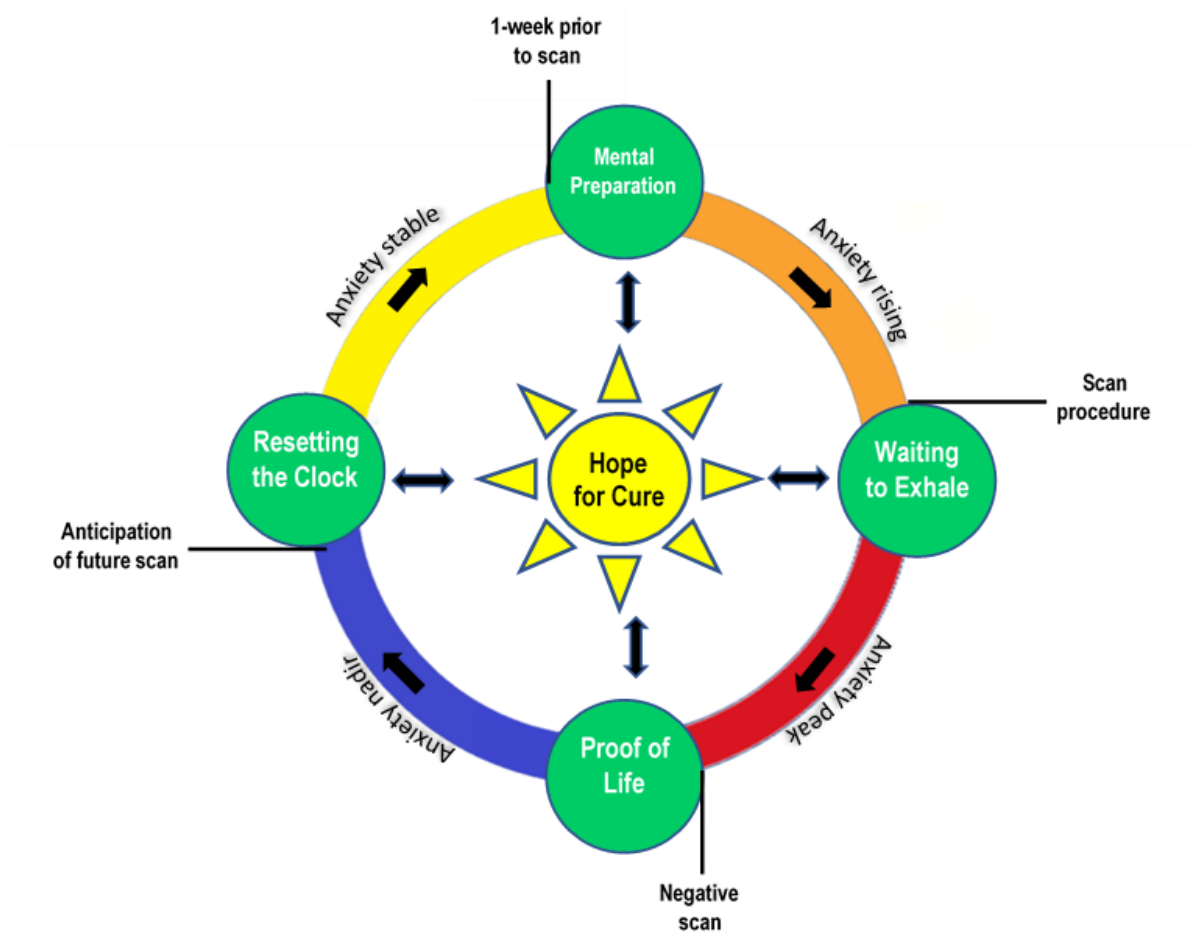 1-week prior
to scan
Mental
Preparation
Anxiety stable
Anxiety rising
Scan
procedure
Resetting
the Clock
Hope
for Cure
Waiting
to Exhale
Anticipation
of future scan
Anxiety nadir
Anxiety peak
Proof of
Life
Negative
scan